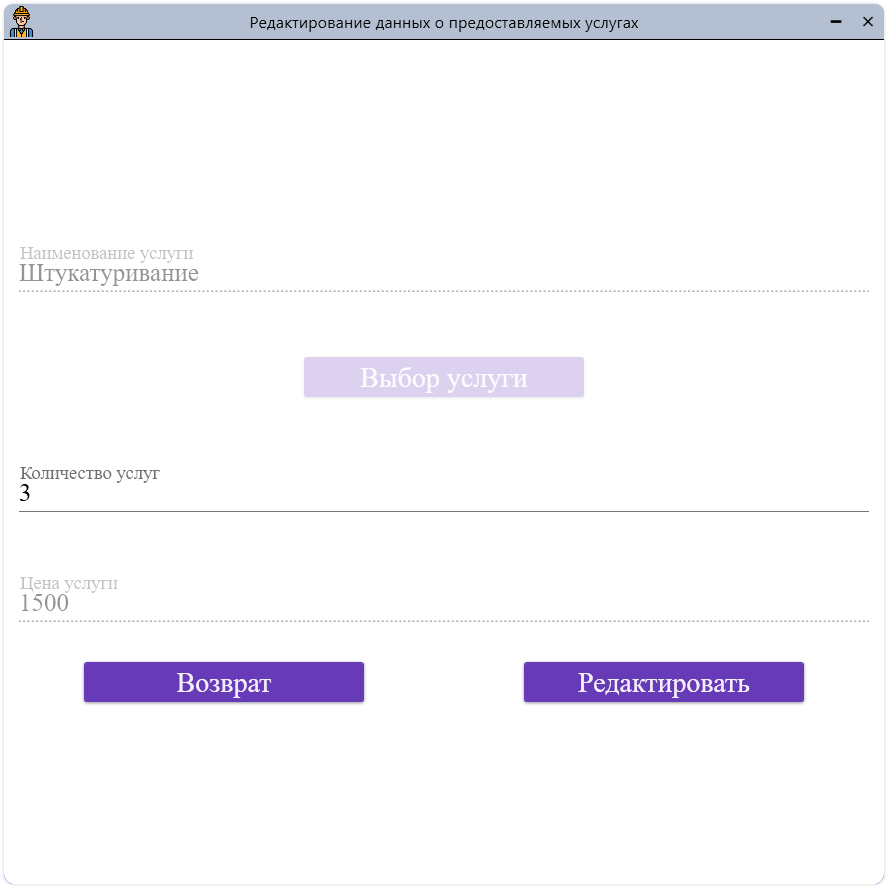 Редактирование данных о предоставляемых услугах
Наименование услуги
Штукатуривание
Выбор услуги
Количество услуг
3
Цена услуги
1500
Возврат
Редактировать